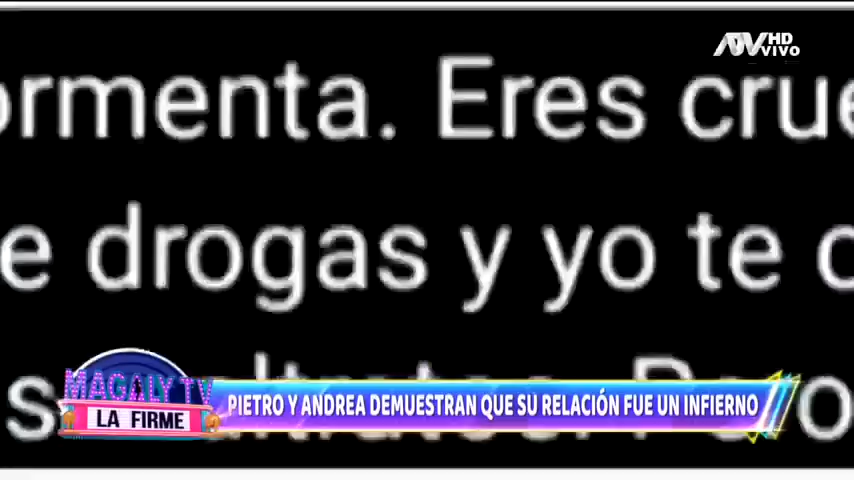 ATV HD
VIVO
ormenta. Eres crue
e drogas y yo te
MAGALY TV
LA FIRME
PIETRO Y ANDREA DEMUESTRAN QUE SU RELACIÓN FUE UN INFIERNO